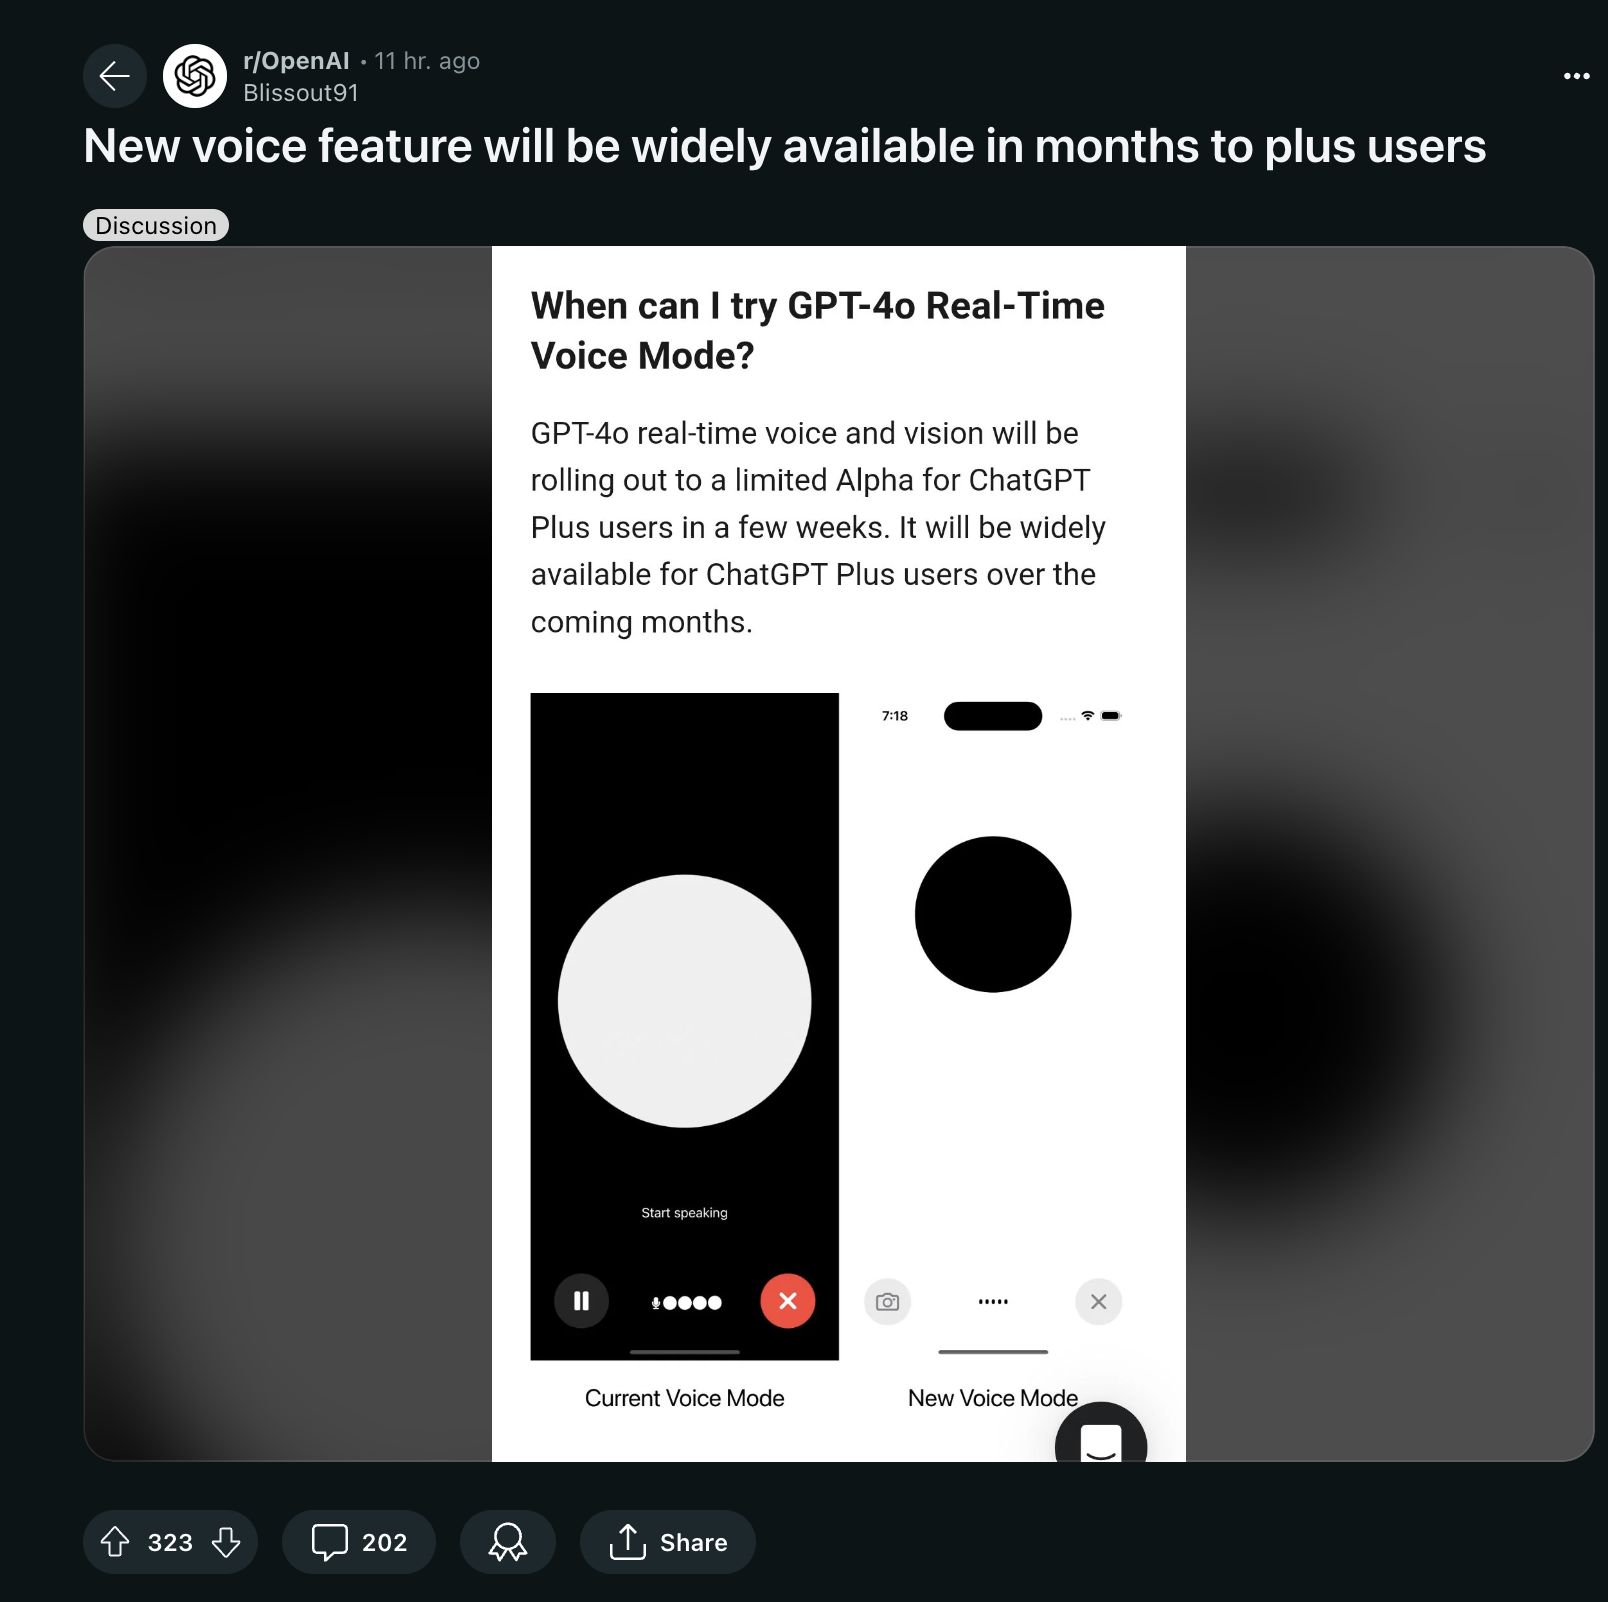 r/OpenAI • 11 hr. ago
Blissout91
New voice feature will be widely available in months to plus users
Discussion
When can I try GPT-4o Real-Time
Voice Mode?
GPT-4o real-time voice and vision will be
rolling out to a limited Alpha for ChatGPT
Plus users in a few weeks. It will be widely
available for ChatGPT Plus users over the
coming months.
7:18
Start speaking
Current Voice Mode
New Voice Mode
323
202
Share